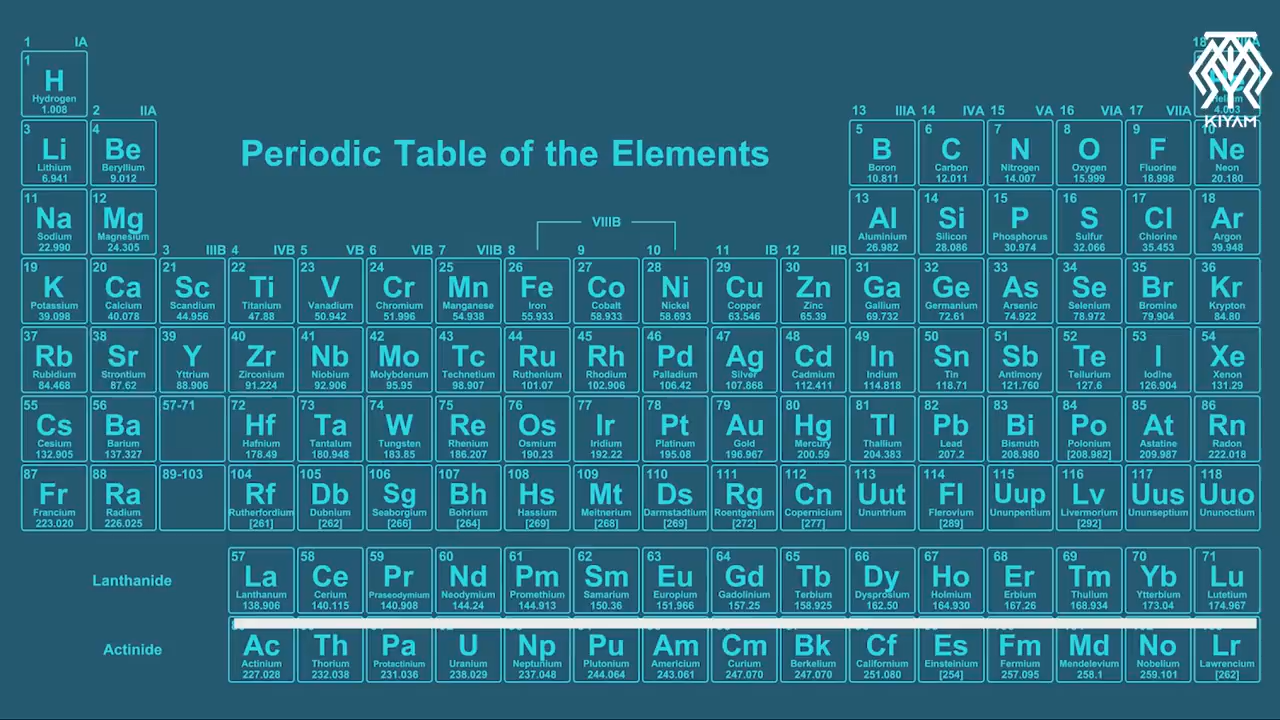 1 IA 18
1
H
Hydrogen
1.008
KIYAM
2 IIA 13 IIIA 14 IVA 15 VA 16 VIA 17 VIIA 4.003
3 4 5 6 7 8 9 10
Li Be Periodic Table of the Elements B C N O F Ne
Lithium Beryllium Boron Carbon Nitrogen Oxygen Fluorine Neon
6.941 9.012 10.811 12.011 14.007 15.999 18.998 20.180
11 12 13 14 15 16 17 18
Na Mg Al Si P S Cl Ar
Sodium Magnesium Aluminium Silicon Phosphorus Sulfur Chlorine Argon
22.990 24.305 26.982 28.086 30.974 32.066 35.453 39.948
VIIIB
3 IIIB 4 IVB 5 VB 6 VIB 7 VIIB 8 9 10 11 IB 12 IIB
19 20 21 22 23 24 25 26 27 28 29 30 31 32 33 34 35 36
K Ca Sc Ti V Cr Mn Fe Co Ni Cu Zn Ga Ge As Se Br Kr
Potassium Calcium Scandium Titanium Vanadium Chromium Manganese Iron Cobalt Nickel Copper Zinc Gallium Germanium Arsenic Selenium Bromine Krypton
39.098 40.078 44.956 47.88 50.942 51.996 54.938 55.933 58.933 58.693 63.546 65.39 69.732 72.61 74.922 78.972 79.904 84.80
37 38 39 40 41 42 43 44 45 46 47 48 49 50 51 52 53 54
Rb Sr Y Zr Nb Mo Tc Ru Rh Pd Ag Cd In Sn Sb Te I Xe
Rubidium Strontium Yttrium Zirconium Niobium Molybdenum Technetium Ruthenium Rhodium Palladium Silver Cadmium Indium Tin Antimony Tellurium Iodine Xenon
84.468 87.62 88.906 91.224 92.906 95.95 98.907 101.07 102.906 106.42 107.868 112.411 114.818 118.71 121.760 127.6 126.904 131.29
55 56 57-71 72 73 74 75 76 77 78 79 80 81 82 83 84 85 86
Cs Ba Hf Ta W Re Os Ir Pt Au Hg Tl Pb Bi Po At Rn
Cesium Barium Hafnium Tantalum Tungsten Rhenium Osmium Iridium Platinum Gold Mercury Thallium Lead Bismuth Polonium Astatine Radon
132.905 137.327 178.49 180.948 183.85 186.207 190.23 192.22 195.08 196.967 200.59 204.383 207.2 208.980 [208.982] 209.987 222.018
87 88 89-103 104 105 106 107 108 109 110 111 112 113 114 115 116 117 118
Fr Ra Rf Db Sg Bh Hs Mt Ds Rg Cn Uut Fl Uup Lv Uus Uuo
Francium Radium Rutherfordium Dubnium Seaborgium Bohrium Hassium Meitnerium Darmstadtium Roentgenium Copernicium Ununtrium Flerovium Ununpentium Livermorium Ununseptium Ununoctium
223.020 226.025 [261] [262] [266] [264] [269] [268] [269] [272] [277] [289] [292]
57 58 59 60 61 62 63 64 65 66 67 68 69 70 71
Lanthanide La Ce Pr Nd Pm Sm Eu Gd Tb Dy Ho Er Tm Yb Lu
Lanthanum Cerium Praseodymium Neodymium Promethium Samarium Europium Gadolinium Terbium Dysprosium Holmium Erbium Thulium Ytterbium Lutetium
138.906 140.115 140.908 144.24 144.913 150.36 151.966 157.25 158.925 162.50 164.930 167.26 168.934 173.04 174.967
Actinide Ac Th Pa U Np Pu Am Cm Bk Cf Es Fm Md No Lr
Actinium Thorium Protactinium Uranium Neptunium Plutonium Americium Curium Berkelium Californium Einsteinium Fermium Mendelevium Nobelium Lawrencium
227.028 232.038 231.036 238.029 237.048 244.064 243.061 247.070 247.070 251.080 [254] 257.095 258.1 259.101 [262]